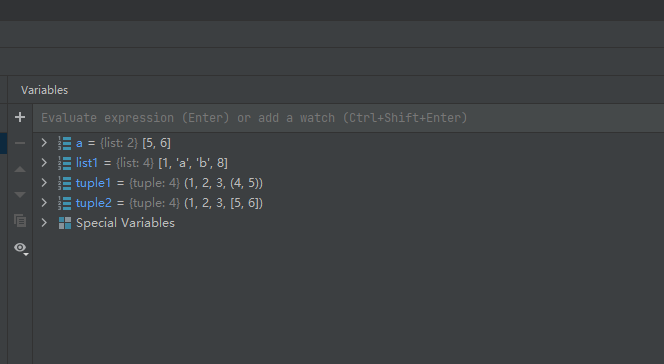 Variables
Evaluate expression (Enter) or add a watch (Ctrl+Shift+Enter)
a = {list: 2} [5, 6]
list1 = {list: 4} [1, 'a', 'b', 8]
tuple1 = {tuple: 4} (1, 2, 3, (4, 5))
tuple2 = {tuple: 4} (1, 2, 3, [5, 6])
Special Variables